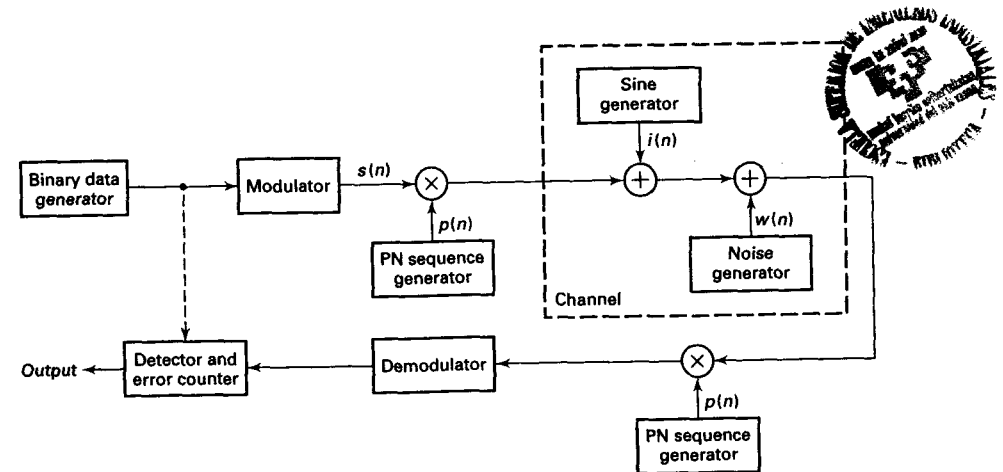 Sine
generator
i(n)
Binary data
generator
Modulator
s(n)
×
+
+
p(n)
w(n)
PN sequence
generator
Noise
generator
Channel
Output
Detector and
error counter
Demodulator
×
p(n)
PN sequence
generator